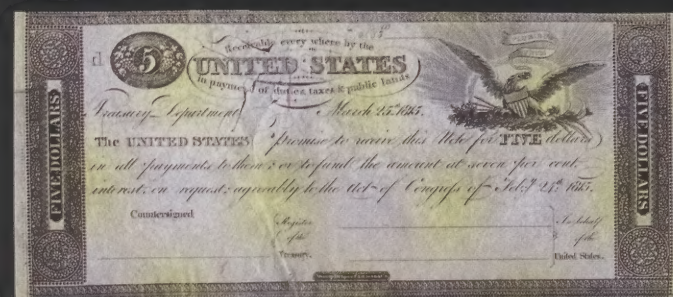 d
5
Receivable every where by the
UNITED STATES
in payment of duties taxes & public lands
FIVE DOLLARS
Treasury Department March 25th 1815.
The UNITED STATES promise to receive this Note for FIVE dollars
in all payments to them; or to fund the amount at seven per cent.
interest, on request; agreeably to the Act of Congress of Feby 24th 1815.
Countersigned
Register
of the
Treasury.
In behalf
of the
United States.
FIVE DOLLARS